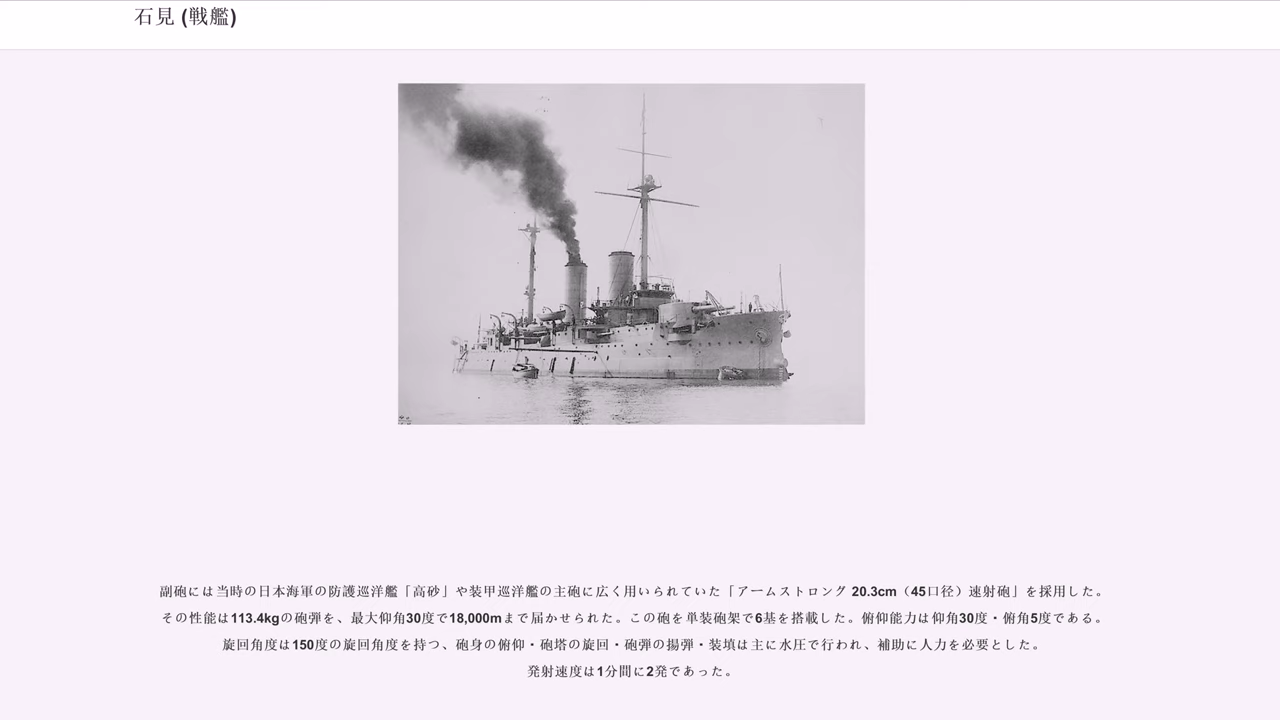 石見 (戦艦)
副砲には当時の日本海軍の防護巡洋艦「高砂」や装甲巡洋艦の主砲に広く用いられていた「アームストロング 20.3cm（45口径）速射砲」を採用した。
その性能は113.4kgの砲弾を、最大仰角30度で18,000mまで届かせられた。この砲を単装砲架で6基を搭載した。俯仰能力は仰角30度・俯角5度である。
旋回角度は150度の旋回角度を持つ、砲身の俯仰・砲塔の旋回・砲弾の揚弾・装填は主に水圧で行われ、補助に人力を必要とした。
発射速度は1分間に2発であった。